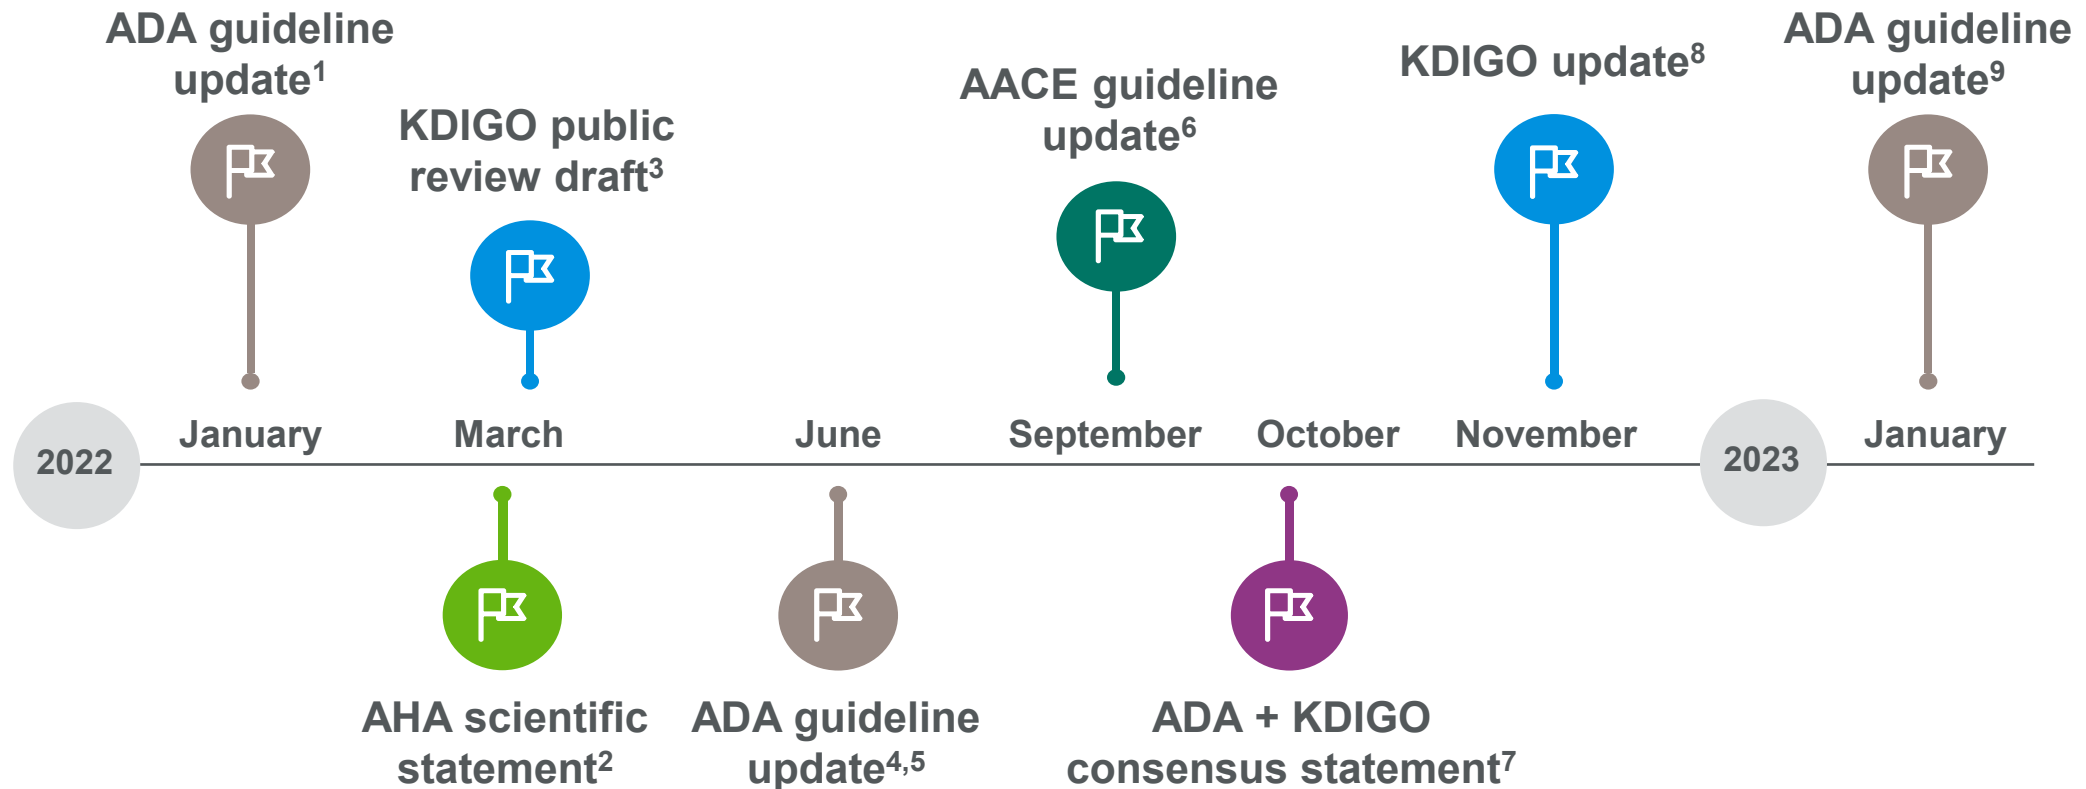 ADA guideline
update1
KDIGO public
review draft3
AACE guideline
update6
KDIGO update8
ADA guideline
update9
2022
January
March
June
September
October
November
2023
January
AHA scientific
statement2
ADA guideline
update4,5
ADA + KDIGO
consensus statement7